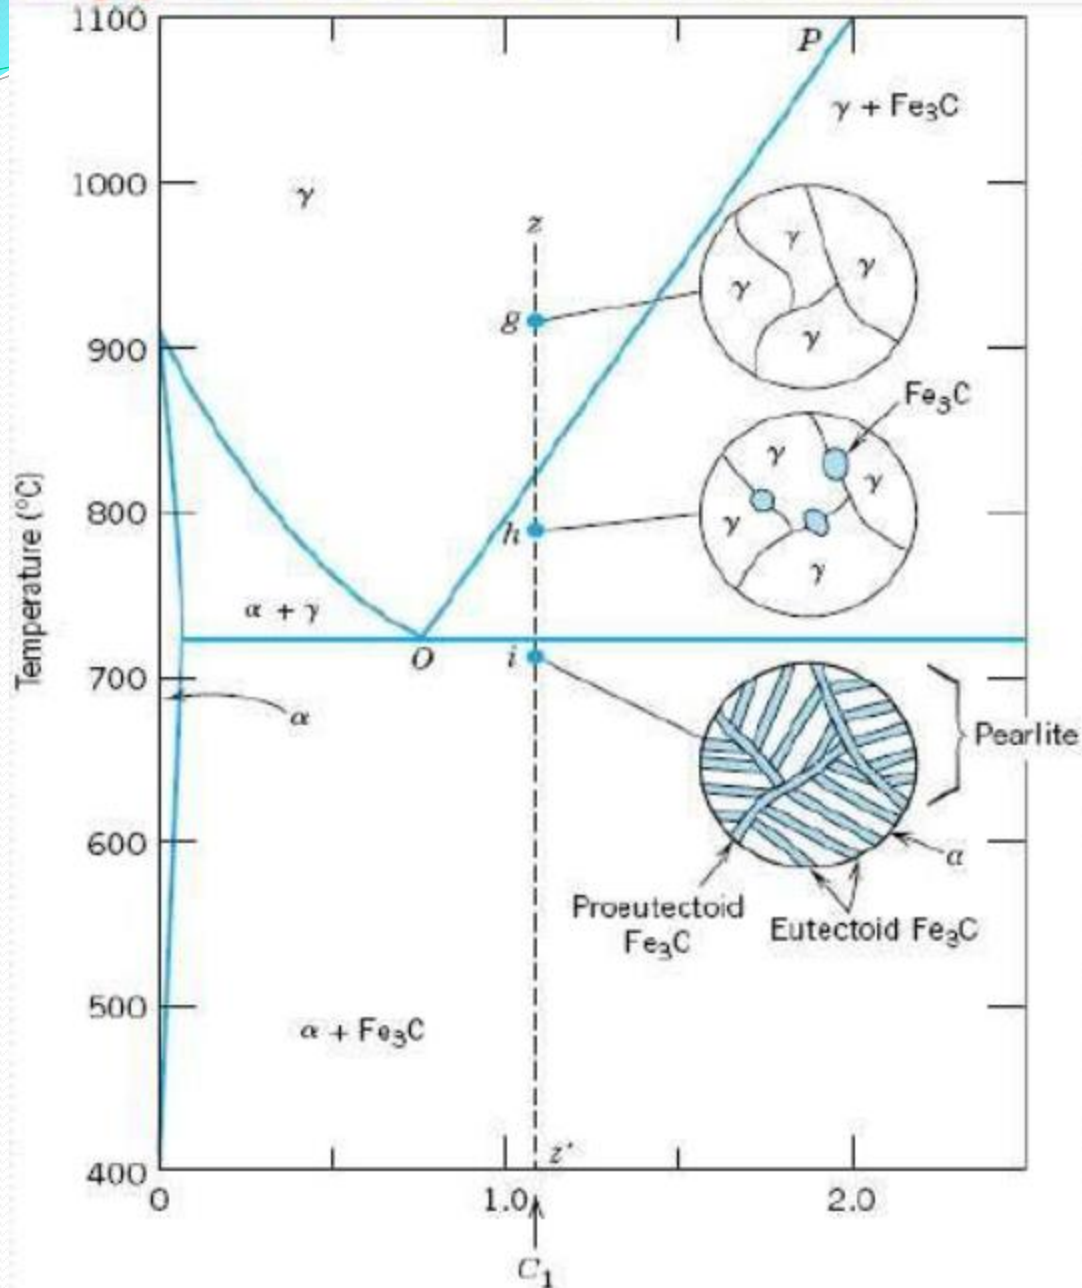 1100
P
γ + Fe₃C
1000
γ
z
γ
γ
γ
g
γ
900
Fe₃C
γ
γ
800
h
γ
γ
α + γ
O
i
700
α
Pearlite
600
α
Proeutectoid
Fe₃C
Eutectoid Fe₃C
500
α + Fe₃C
z'
400
0
1.0
2.0
C₁
Temperature (°C)